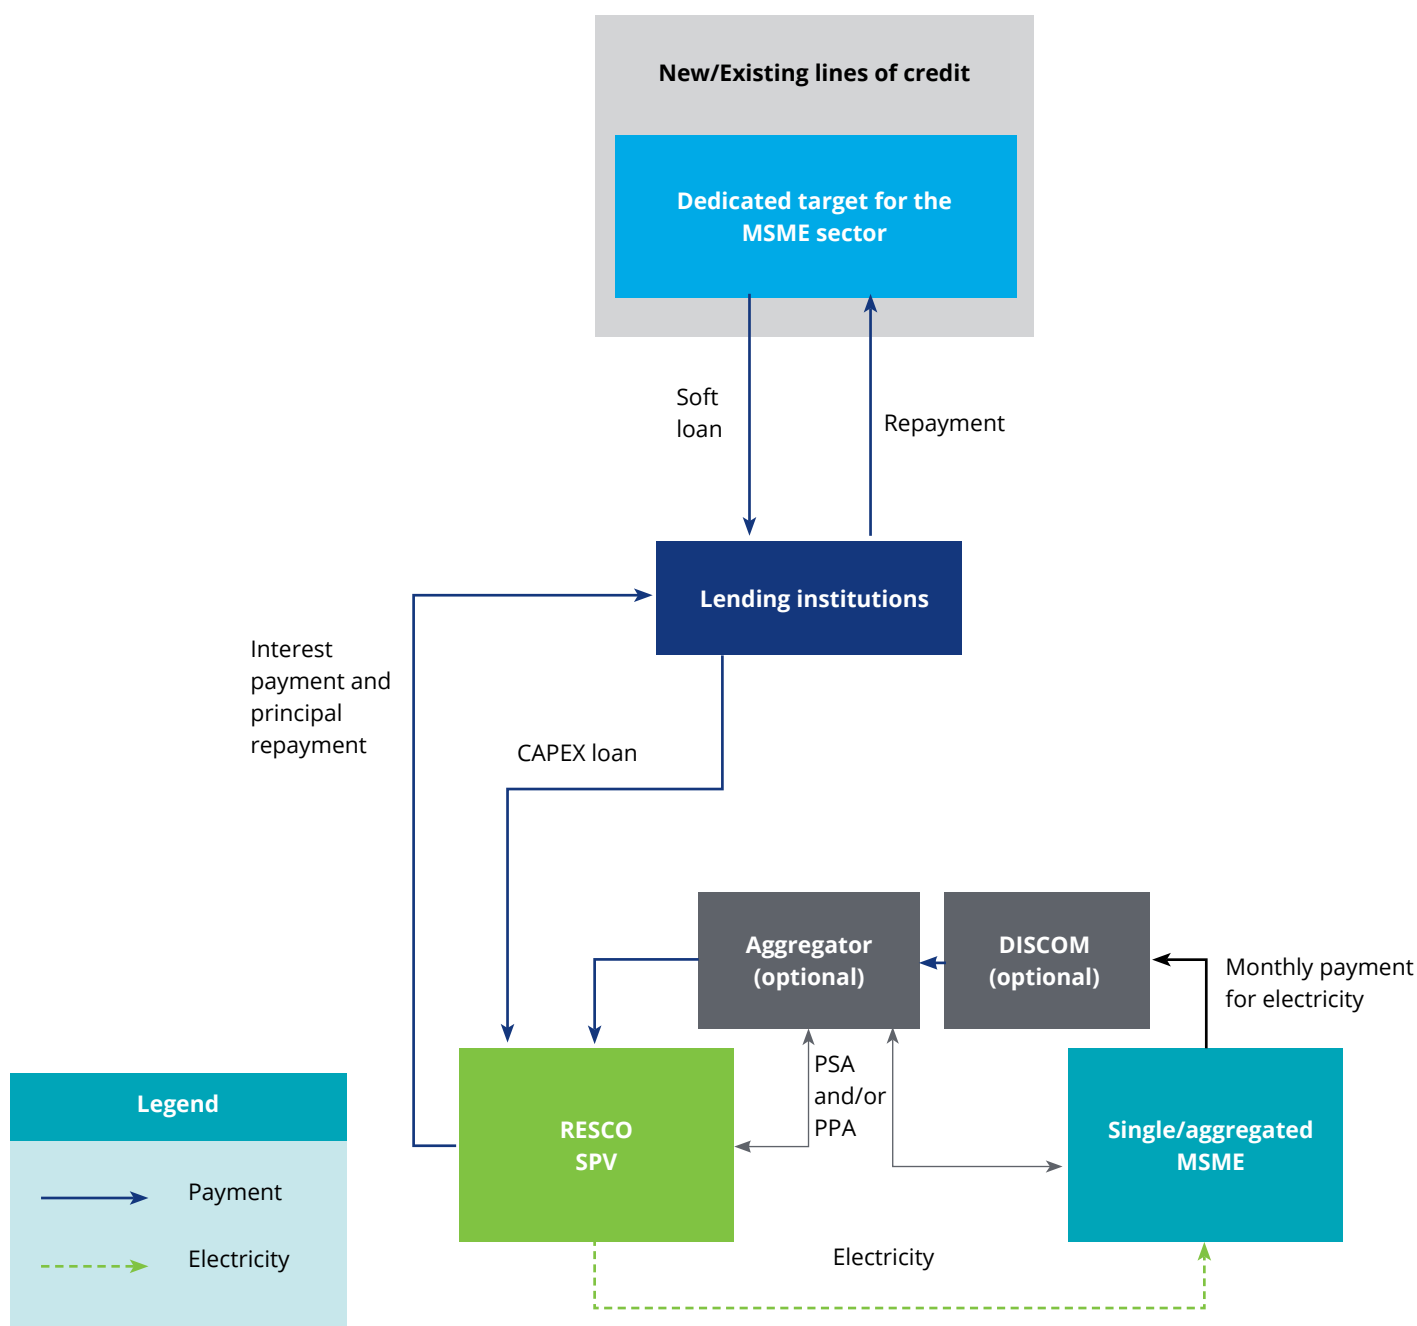 New/Existing lines of credit
Dedicated target for the
MSME sector
Soft
loan
Repayment
Lending institutions
Interest
payment and
principal
repayment
CAPEX loan
Aggregator
(optional)
DISCOM
(optional)
Monthly payment
for electricity
PSA
and/or
PPA
RESCO
SPV
Single/aggregated
MSME
Electricity
Legend
Payment
Electricity